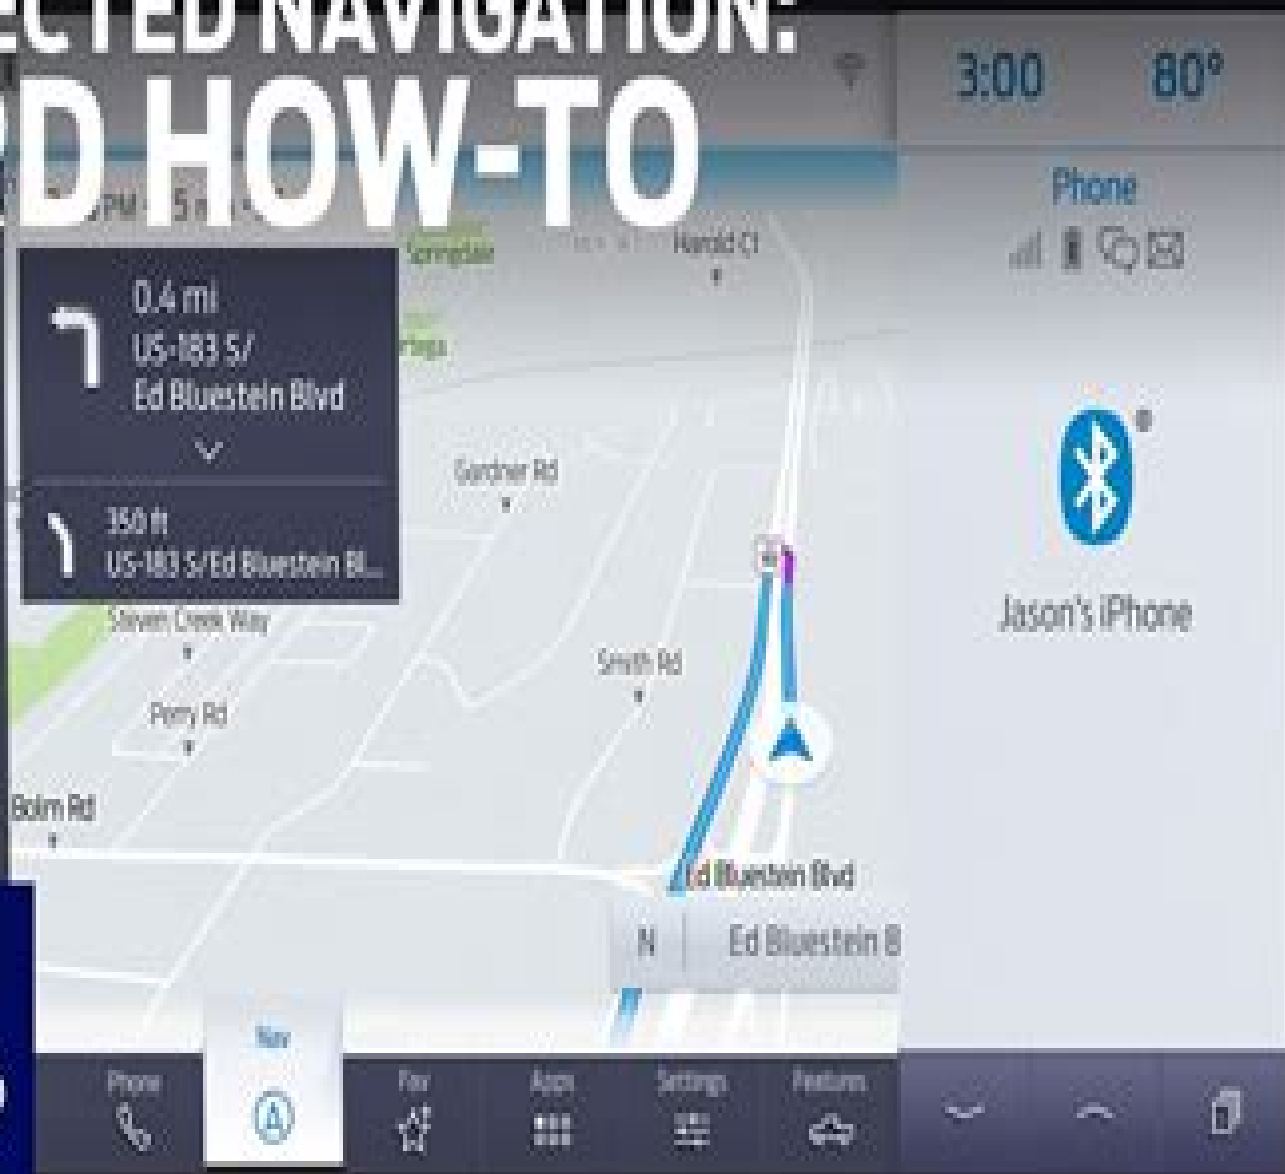 ECTED NAVIGATION:
RD HOW-TO
3:00 80°
Phone
Springdale
Harold Ct
0.4 mi
US-183 S/
Ed Bluestein Blvd
350 ft
US-183 S/Ed Bluestein Bl...
Gardner Rd
Jason's iPhone
Steven Creek Way
Smith Rd
Perry Rd
Bolm Rd
Ed Bluestein Blvd
N Ed Bluestein B
Phone
Nav
Fav
Apps
Settings
Features